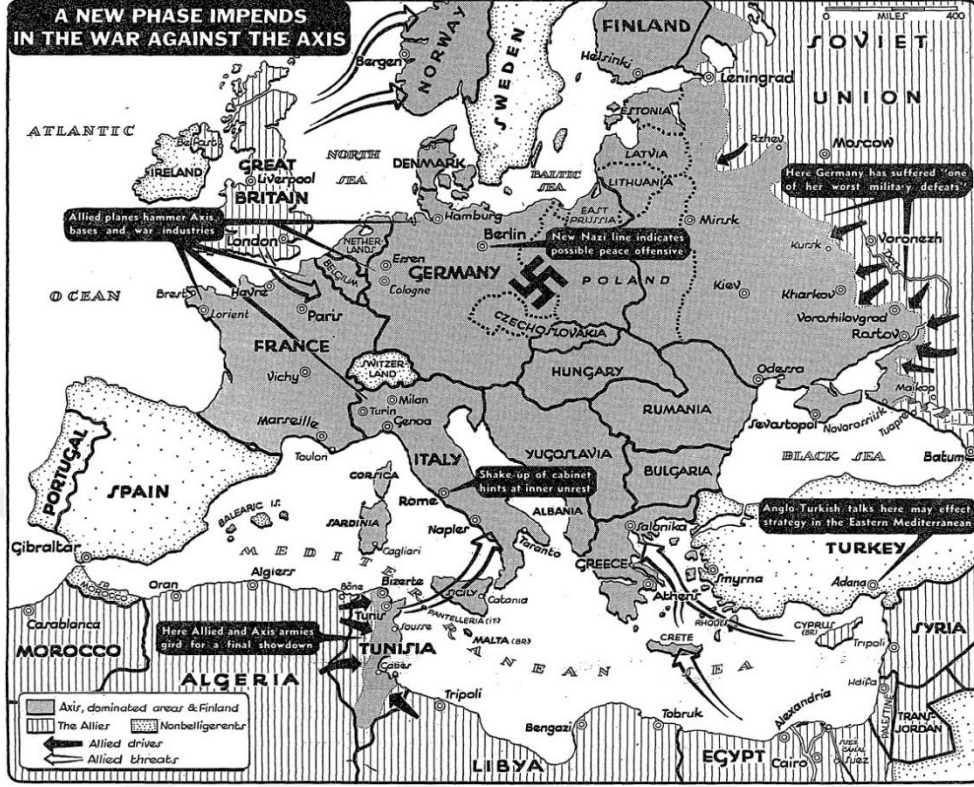 A NEW PHASE IMPENDS
IN THE WAR AGAINST THE AXIS
0 MILES 400
NORWAY
Bergen
SWEDEN
FINLAND
Helsinki
Leningrad
SOVIET
UNION
ESTONIA
Rzhev
Moscow
ATLANTIC
OCEAN
Belfast
IRELAND
GREAT
BRITAIN
Liverpool
London
NORTH
SEA
DENMARK
BALTIC
SEA
LATVIA
LITHUANIA
EAST
PRUSSIA
Minsk
Here Germany has suffered 'one
of her worst military defeats'
Allied planes hammer Axis
bases and war industries
Hamburg
NETHER-
LANDS
Berlin
New Nazi line indicates
possible peace offensive
Kursk
Voronezh
Don
Essen
Cologne
BELGIUM
GERMANY
POLAND
Kiev
Kharkov
Brest
Lorient
Havre
Paris
CZECHOSLOVAKIA
Voroshilovgrad
Rostov
FRANCE
Vichy
SWITZER-
LAND
HUNGARY
Odessa
Maikop
Milan
Turin
Genoa
RUMANIA
Sevastopol
Novorossiisk
Tuapse
Marseille
Toulon
ITALY
YUGOSLAVIA
BULGARIA
BLACK SEA
Batum
PORTUGAL
SPAIN
CORSICA
Rome
Shake-up of cabinet
hints at inner unrest
ALBANIA
Anglo-Turkish talks here may effect
strategy in the Eastern Mediterranean
BALEARIC IS.
SARDINIA
Naples
Taranto
Salonika
TURKEY
Gibraltar
Cagliari
GREECE
Smyrna
Adana
MEDITERRANEAN SEA
SP.
MOROCCO
Oran
Algiers
Bône
Bizerte
SICILY
Catania
Athens
Casablanca
Tunis
PANTELLERIA (IT)
RHODES
CYPRUS
(BR)
SYRIA
Here Allied and Axis armies
gird for a final showdown
Sousse
MALTA (BR)
CRETE
Tripoli
MOROCCO
ALGERIA
TUNISIA
Gabes
Haifa
Axis, dominated areas & Finland
The Allies
Nonbelligerents
Allied drives
Allied threats
Tripoli
Bengazi
Tobruk
Alexandria
PALESTINE
TRANS-
JORDAN
LIBYA
EGYPT
Cairo
SUEZ
CANAL
Suez